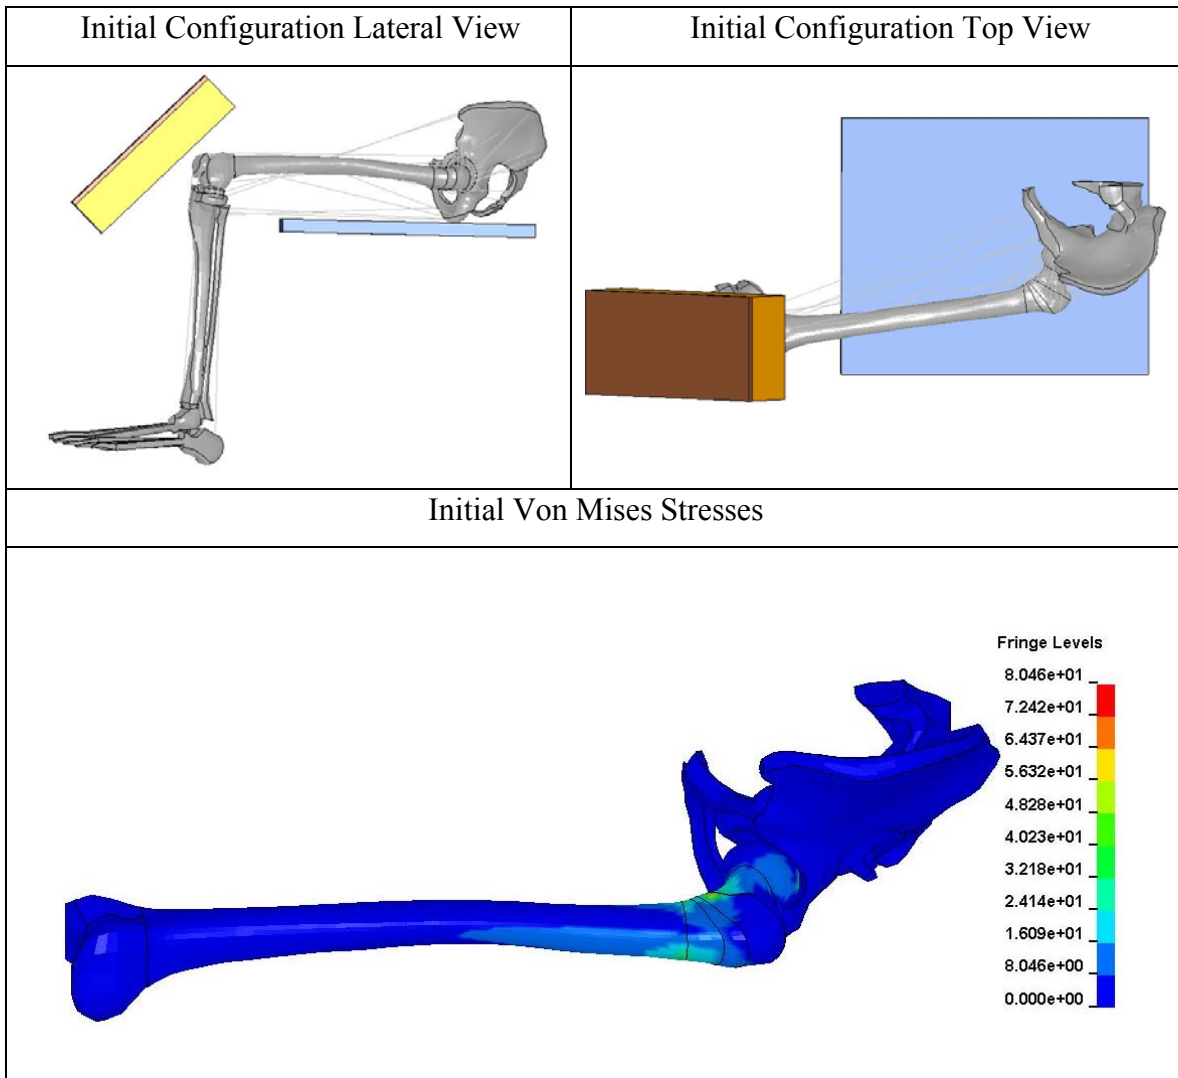 Initial Configuration Lateral View
Initial Configuration Top View
Initial Von Mises Stresses
Fringe Levels
8.046e+01
7.242e+01
6.437e+01
5.632e+01
4.828e+01
4.023e+01
3.218e+01
2.414e+01
1.609e+01
8.046e+00
0.000e+00